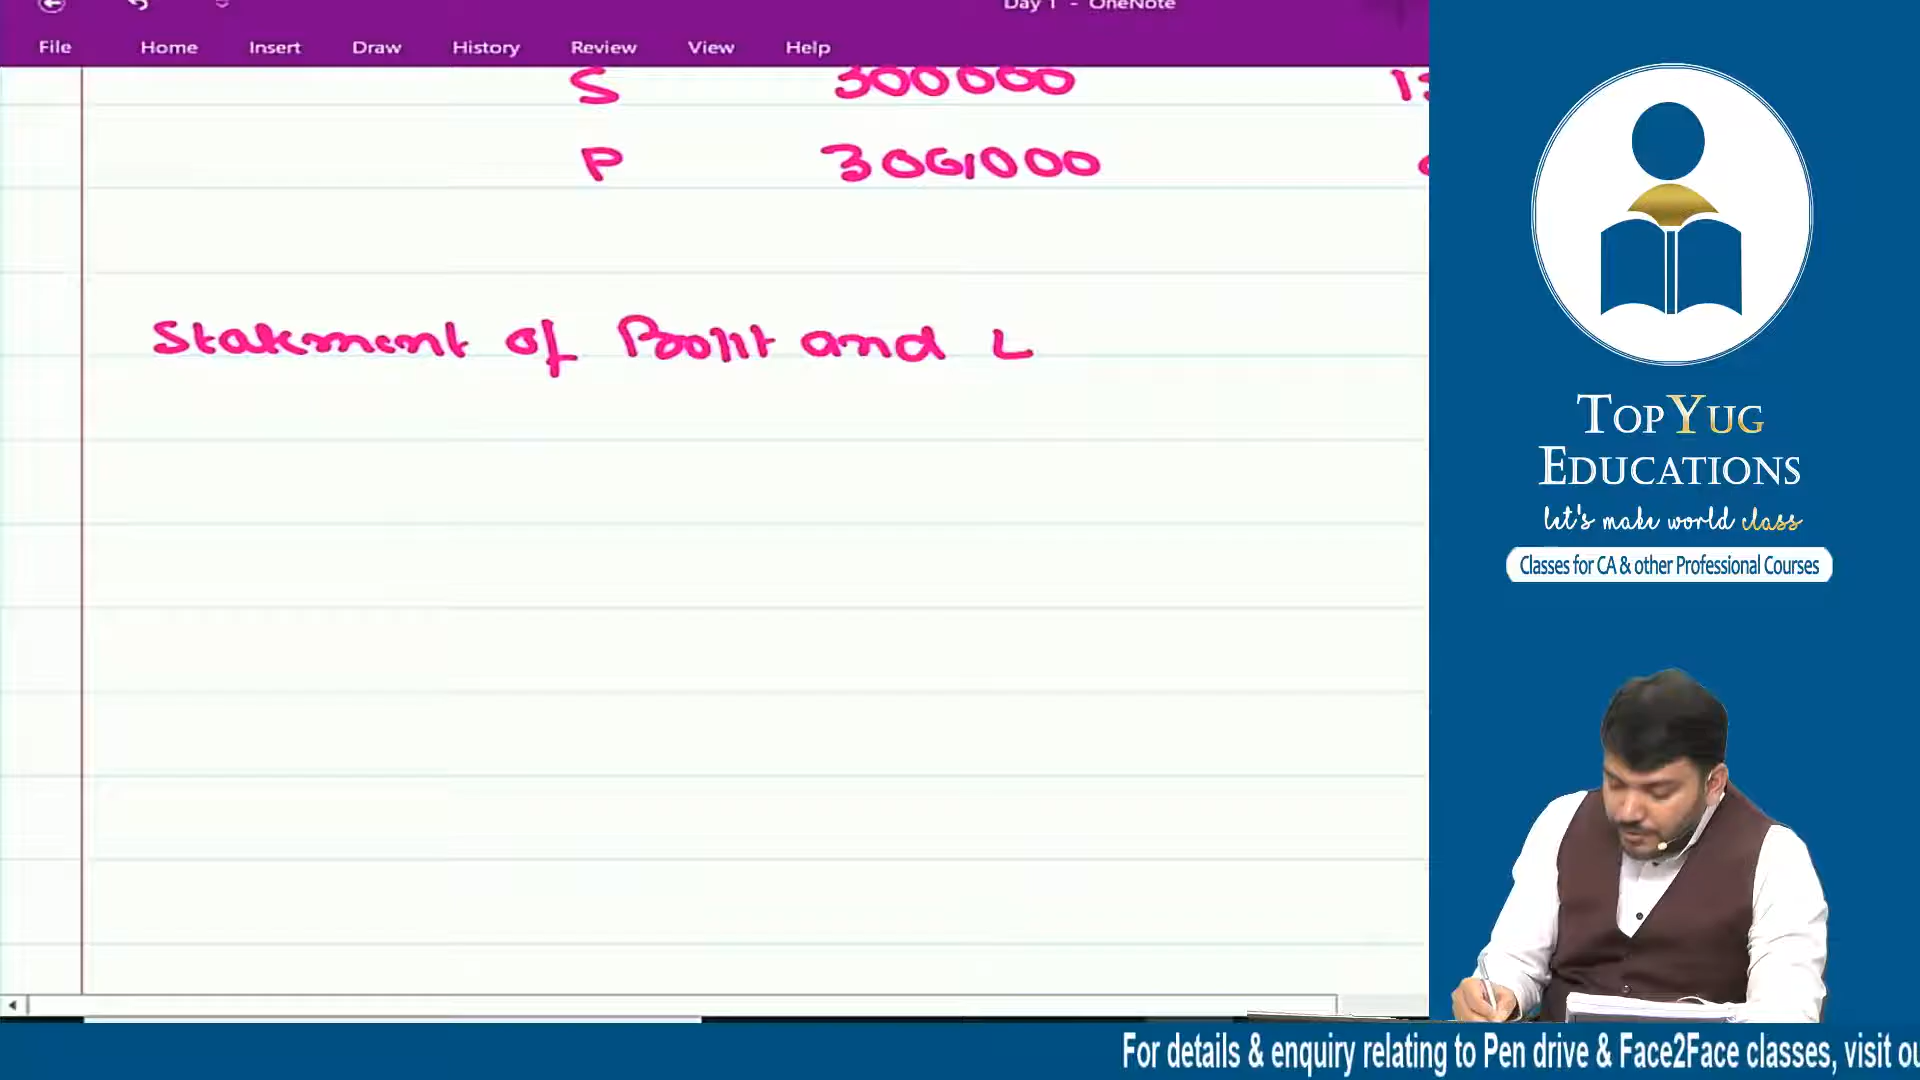 Day 1 - OneNote
File Home Insert Draw History Review View Help
S 300000
P 306,000
Statement of Profit and L
TOPYUG
EDUCATIONS
let's make world class
Classes for CA & other Professional Courses
For details & enquiry relating to Pen drive & Face2Face classes, visit ou